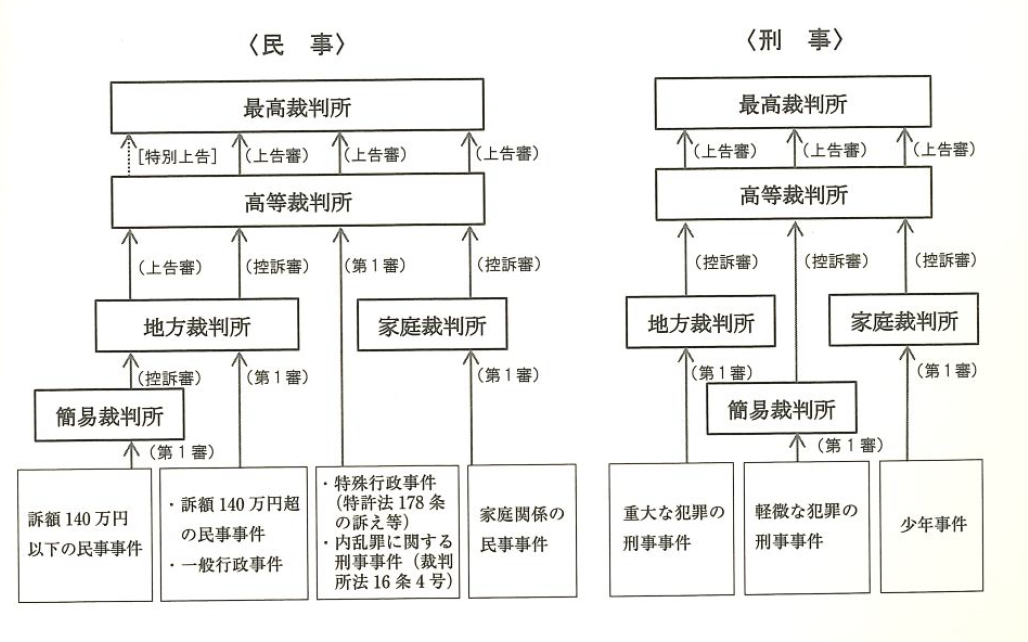 〈民　事〉
最高裁判所
[特別上告]
(上告審)
(上告審)
(上告審)
高等裁判所
(上告審)
(控訴審)
(第1審)
(控訴審)
地方裁判所
家庭裁判所
(控訴審)
(第1審)
(第1審)
簡易裁判所
(第1審)
訴額140万円
以下の民事事件
・訴額140万円超
の民事事件
・一般行政事件
・特殊行政事件
(特許法178条
の訴え等)
・内乱罪に関する
刑事事件(裁判
所法16条4号)
家庭関係の
民事事件
〈刑　事〉
最高裁判所
(上告審)
(上告審)
(上告審)
高等裁判所
(控訴審)
(控訴審)
(控訴審)
地方裁判所
家庭裁判所
(第1審)
(第1審)
簡易裁判所
(第1審)
重大な犯罪の
刑事事件
軽微な犯罪の
刑事事件
少年事件